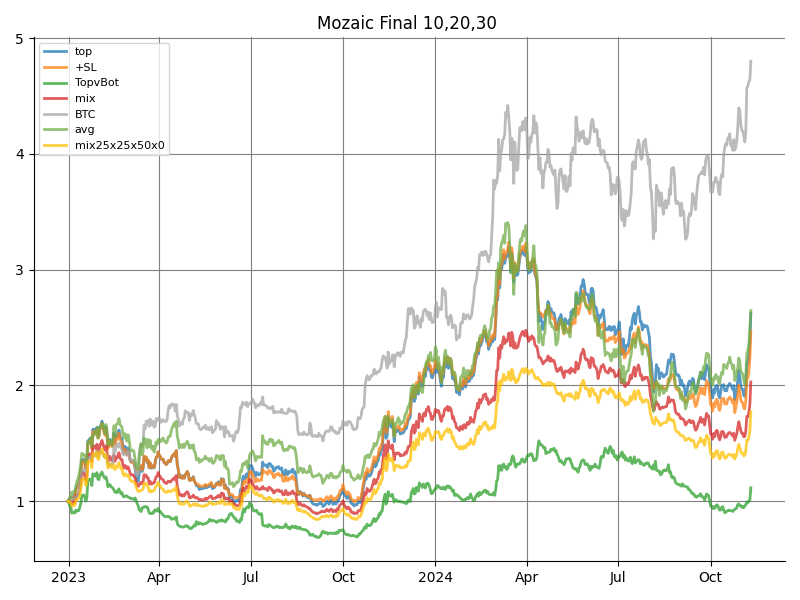 Mozaic Final 10,20,30
5
4
3
2
1
top
+SL
TopvBot
mix
BTC
avg
mix25x25x50x0
2023
Apr
Jul
Oct
2024
Apr
Jul
Oct